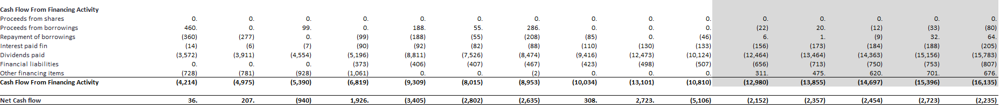 Cash Flow From Financing Activity
Proceeds from shares 0. 0. 0. 0. 0. 0. 0. 0. 0. 0. 0. 0. 0. 0. 0.
Proceeds from borrowings 460. 0. 99. 0. 188. 55. 286. 0. 0. 0. (22) 20. (12) (33) (80)
Repayment of borrowings (360) (277) 0. (99) (188) (55) (208) (85) 0. (46) 6. 1. (9) 32. 64.
Interest paid fin (14) (6) (7) (90) (92) (82) (88) (110) (130) (133) (156) (173) (184) (188) (205)
Dividends paid (3,572) (3,911) (4,554) (5,196) (8,811) (7,526) (8,474) (9,416) (12,473) (10,124) (12,464) (13,464) (14,363) (15,156) (15,783)
Financial liabilities 0. 0. 0. (373) (406) (407) (467) (423) (498) (507) (656) (713) (750) (753) (807)
Other financing items (728) (781) (928) (1,061) 0. 0. (2) 0. 0. 0. 311. 475. 620. 701. 676.
Cash Flow From Financing Activity (4,214) (4,975) (5,390) (6,819) (9,309) (8,015) (8,953) (10,034) (13,101) (10,810) (12,980) (13,855) (14,697) (15,396) (16,135)
Net Cash flow 36. 207. (940) 1,926. (3,405) (2,802) (2,635) 308. 2,723. (5,106) (2,152) (2,357) (2,454) (2,723) (2,235)